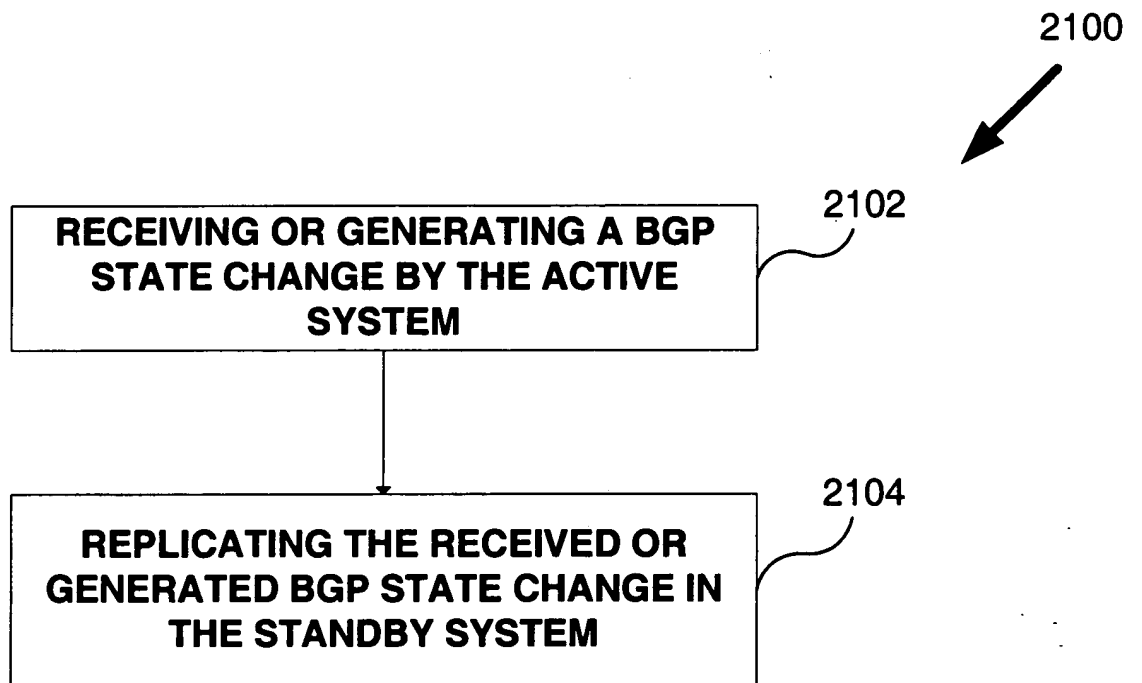 2100
2102
RECEIVING OR GENERATING A BGP
STATE CHANGE BY THE ACTIVE
SYSTEM
2104
REPLICATING THE RECEIVED OR
GENERATED BGP STATE CHANGE IN
THE STANDBY SYSTEM